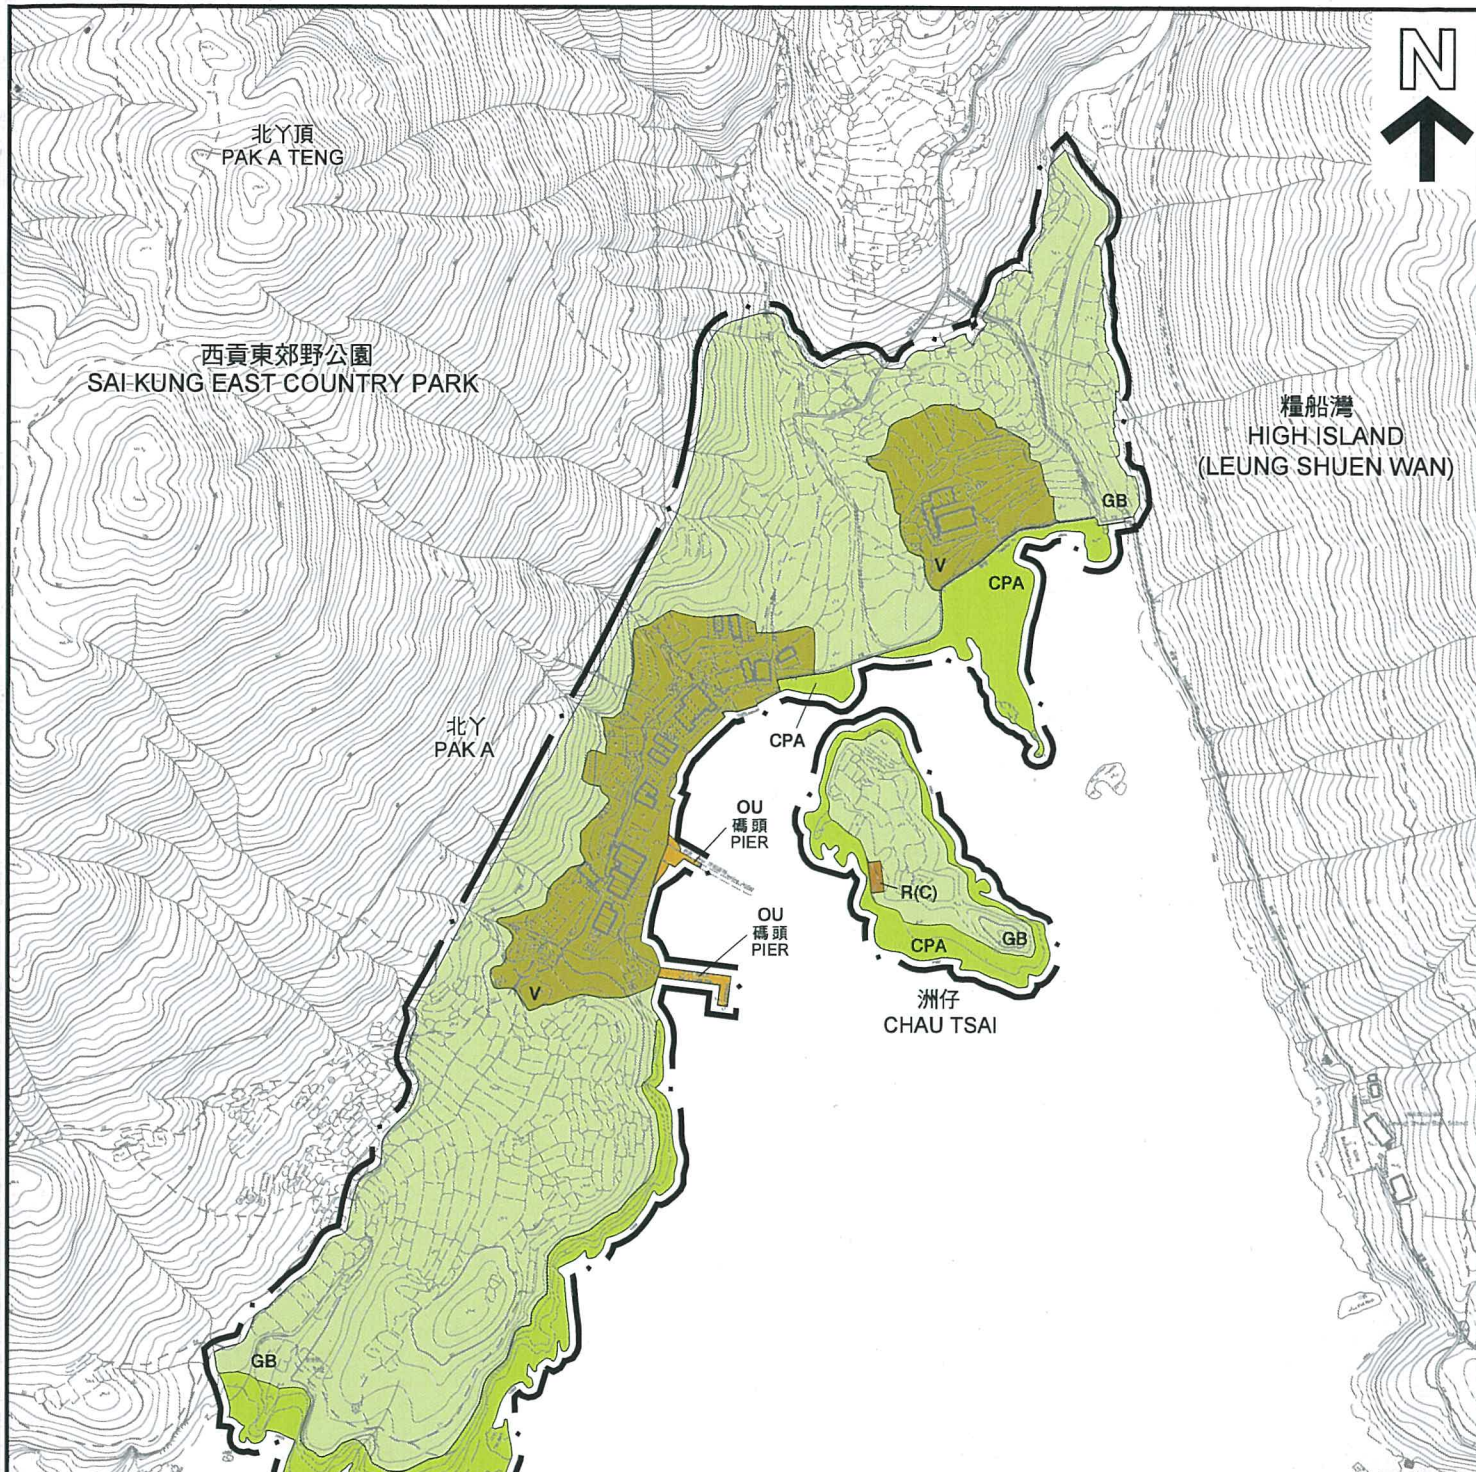 N
北丫頂
PAK A TENG
西貢東郊野公園
SAI KUNG EAST COUNTRY PARK
糧船灣
HIGH ISLAND
(LEUNG SHUEN WAN)
GB
V
CPA
北丫
PAK A
CPA
OU
碼頭
PIER
R(C)
OU
碼頭
PIER
CPA
GB
V
洲仔
CHAU TSAI
GB